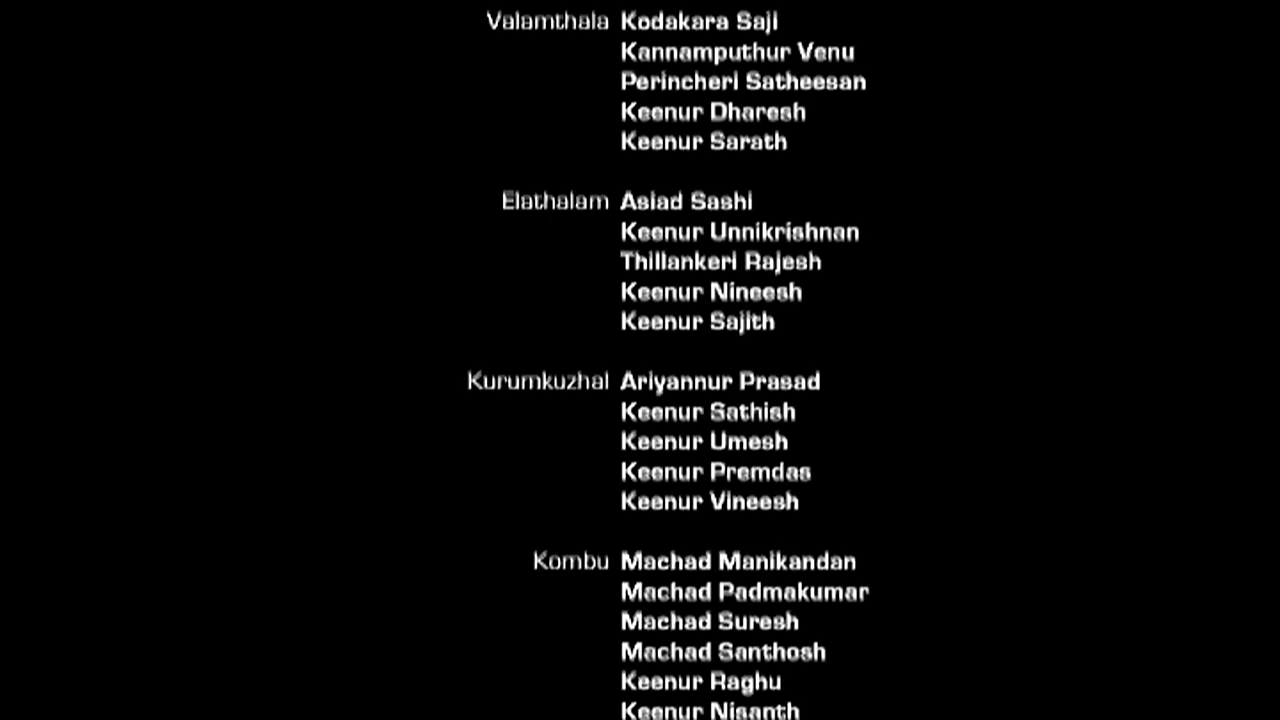 Valamthala Kodakara Saji
Kannamputhur Venu
Perincheri Satheesan
Keenur Dharesh
Keenur Sarath
Elathalam Asiad Sashi
Keenur Unnikrishnan
Thillankeri Rajesh
Keenur Nineesh
Keenur Sajith
Kurumkuzhal Ariyannur Prasad
Keenur Sathish
Keenur Umesh
Keenur Premdas
Keenur Vineesh
Kombu Machad Manikandan
Machad Padmakumar
Machad Suresh
Machad Santhosh
Keenur Raghu
Keenur Nisanth